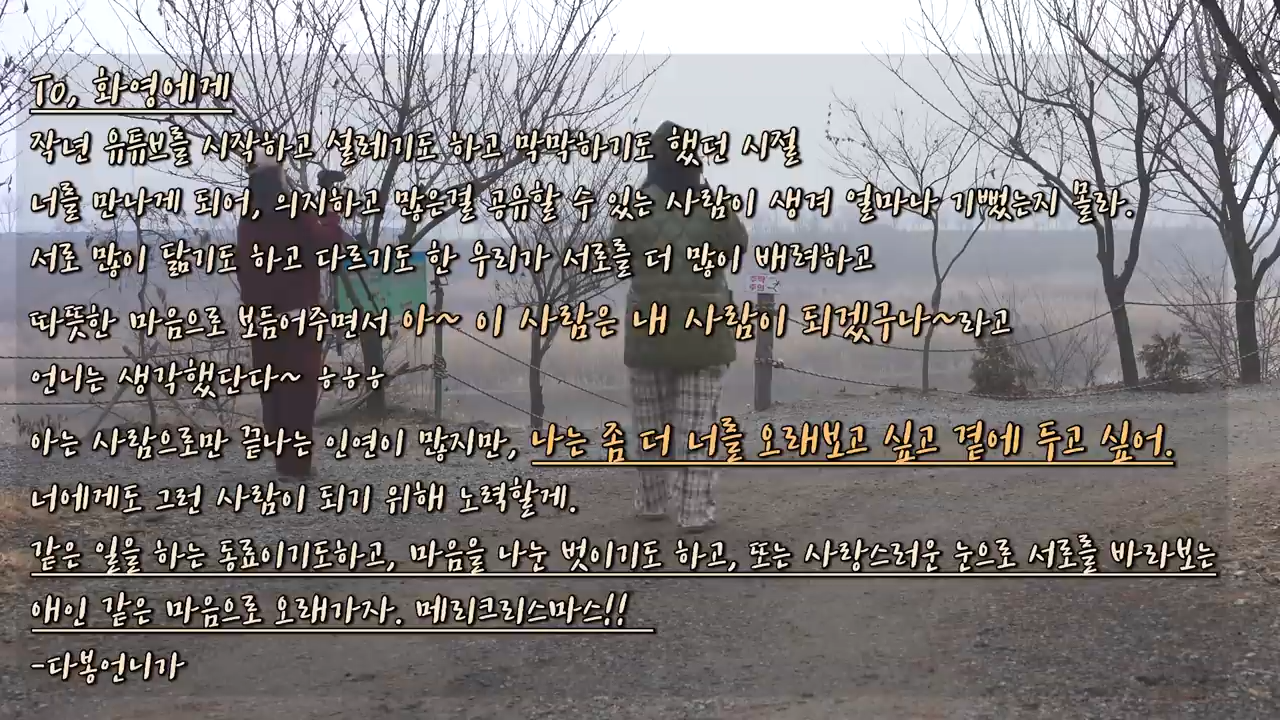 To, 화영에게
작년 유튜브를 시작하고 설레기도 하고 막막하기도 했던 시절
너를 만나게 되어, 의지하고 많은걸 공유할 수 있는 사람이 생겨 얼마나 기뻤는지 몰라.
서로 많이 닮기도 하고 다르기도 한 우리가 서로를 더 많이 배려하고
따뜻한 마음으로 보듬어주면서 아~ 이 사람은 내 사람이 되겠구나~라고
언니는 생각했단다~ ㅎㅎㅎ
아는 사람으로만 끝나는 인연이 많지만, 나는 좀 더 너를 오래보고 싶고 곁에 두고 싶어.
너에게도 그런 사람이 되기 위해 노력할게.
같은 일을 하는 동료이기도하고, 마음을 나눈 벗이기도 하고, 또는 사랑스러운 눈으로 서로를 바라보는
애인 같은 마음으로 오래가자. 메리크리스마스!!
-다봉언니가